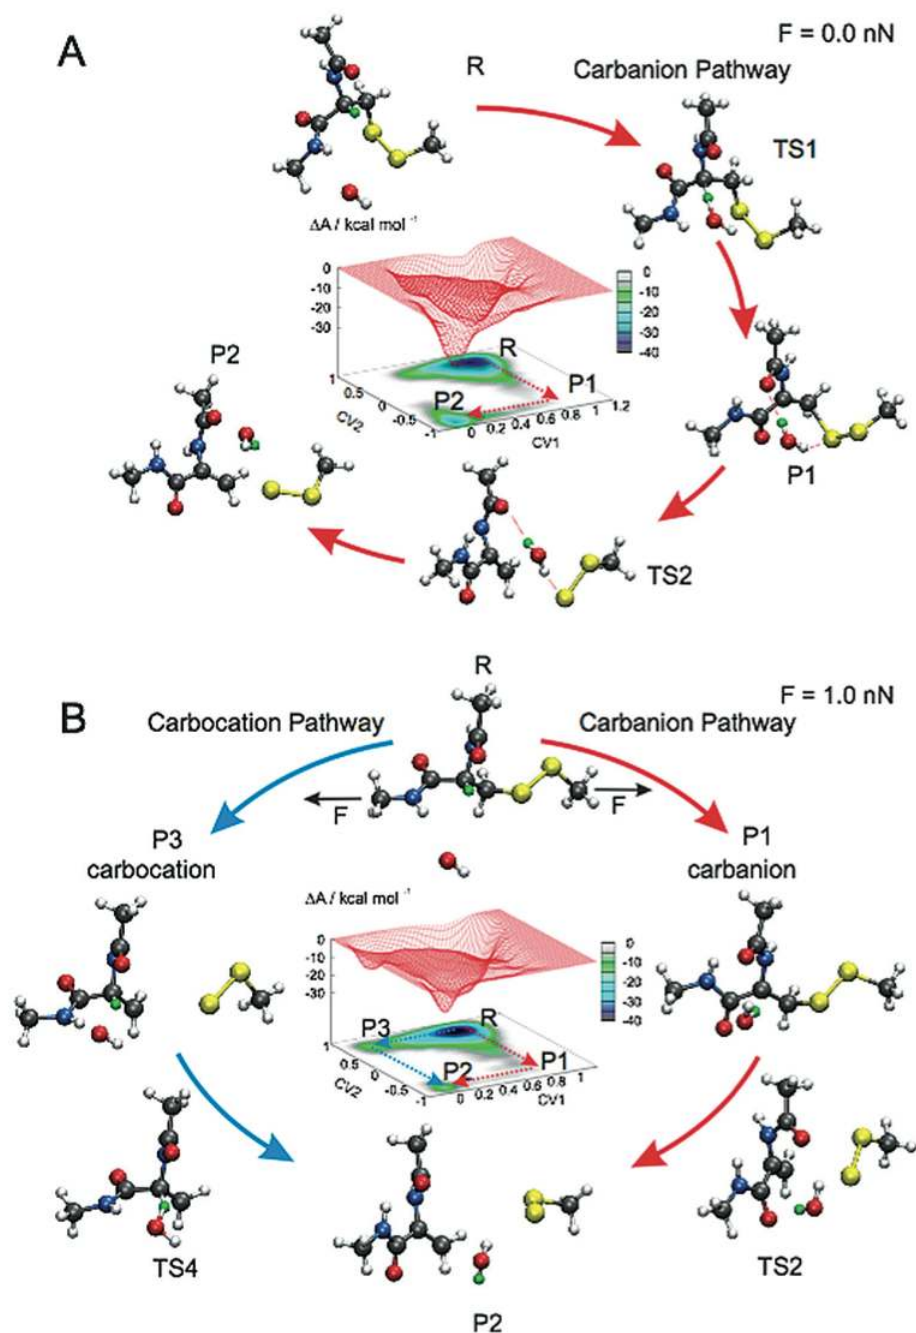 A
F = 0.0 nN
R
Carbanion Pathway
TS1
ΔA / kcal mol⁻¹
0
-10
-20
-30
0
-10
-20
-30
-40
R
P1
P2
1
0.5
0
-0.5
-1
CV2
0
0.2
0.4
0.6
0.8
1
1.2
CV1
P2
P1
TS2
B
R
F = 1.0 nN
Carbocation Pathway
Carbanion Pathway
F
F
P3
carbocation
P1
carbanion
ΔA / kcal mol⁻¹
0
-10
-20
-30
0
-10
-20
-30
-40
R
P3
P1
P2
1
0.5
0
-0.5
-1
CV2
0
0.2
0.4
0.6
0.8
1
CV1
TS4
TS2
P2